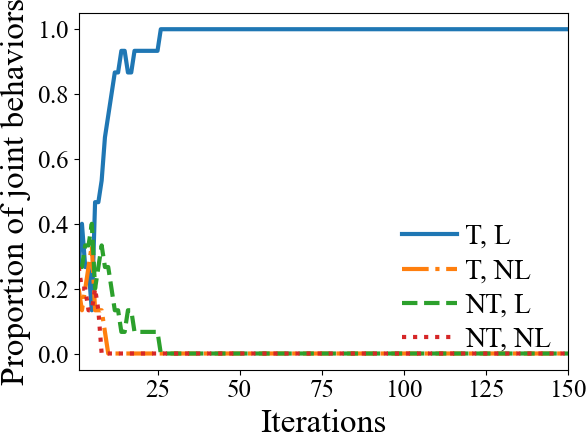 Proportion of joint behaviors
1.0
0.8
0.6
0.4
0.2
0.0
T, L
T, NL
NT, L
NT, NL
25 50 75 100 125 150
Iterations